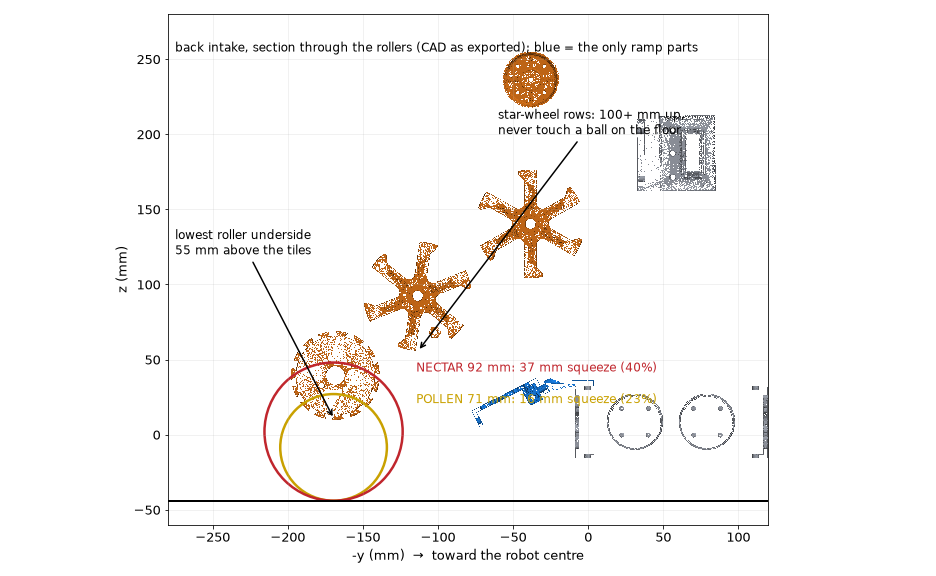 back intake, section through the rollers (CAD as exported); blue = the only ramp parts
star-wheel rows: 100+ mm up,
never touch a ball on the floor
lowest roller underside
55 mm above the tiles
NECTAR 92 mm: 37 mm squeeze (40%)
POLLEN 71 mm: 16 mm squeeze (23%)
z (mm)
250
200
150
100
50
0
−50
−250
−200
−150
−100
−50
0
50
100
-y (mm) → toward the robot centre